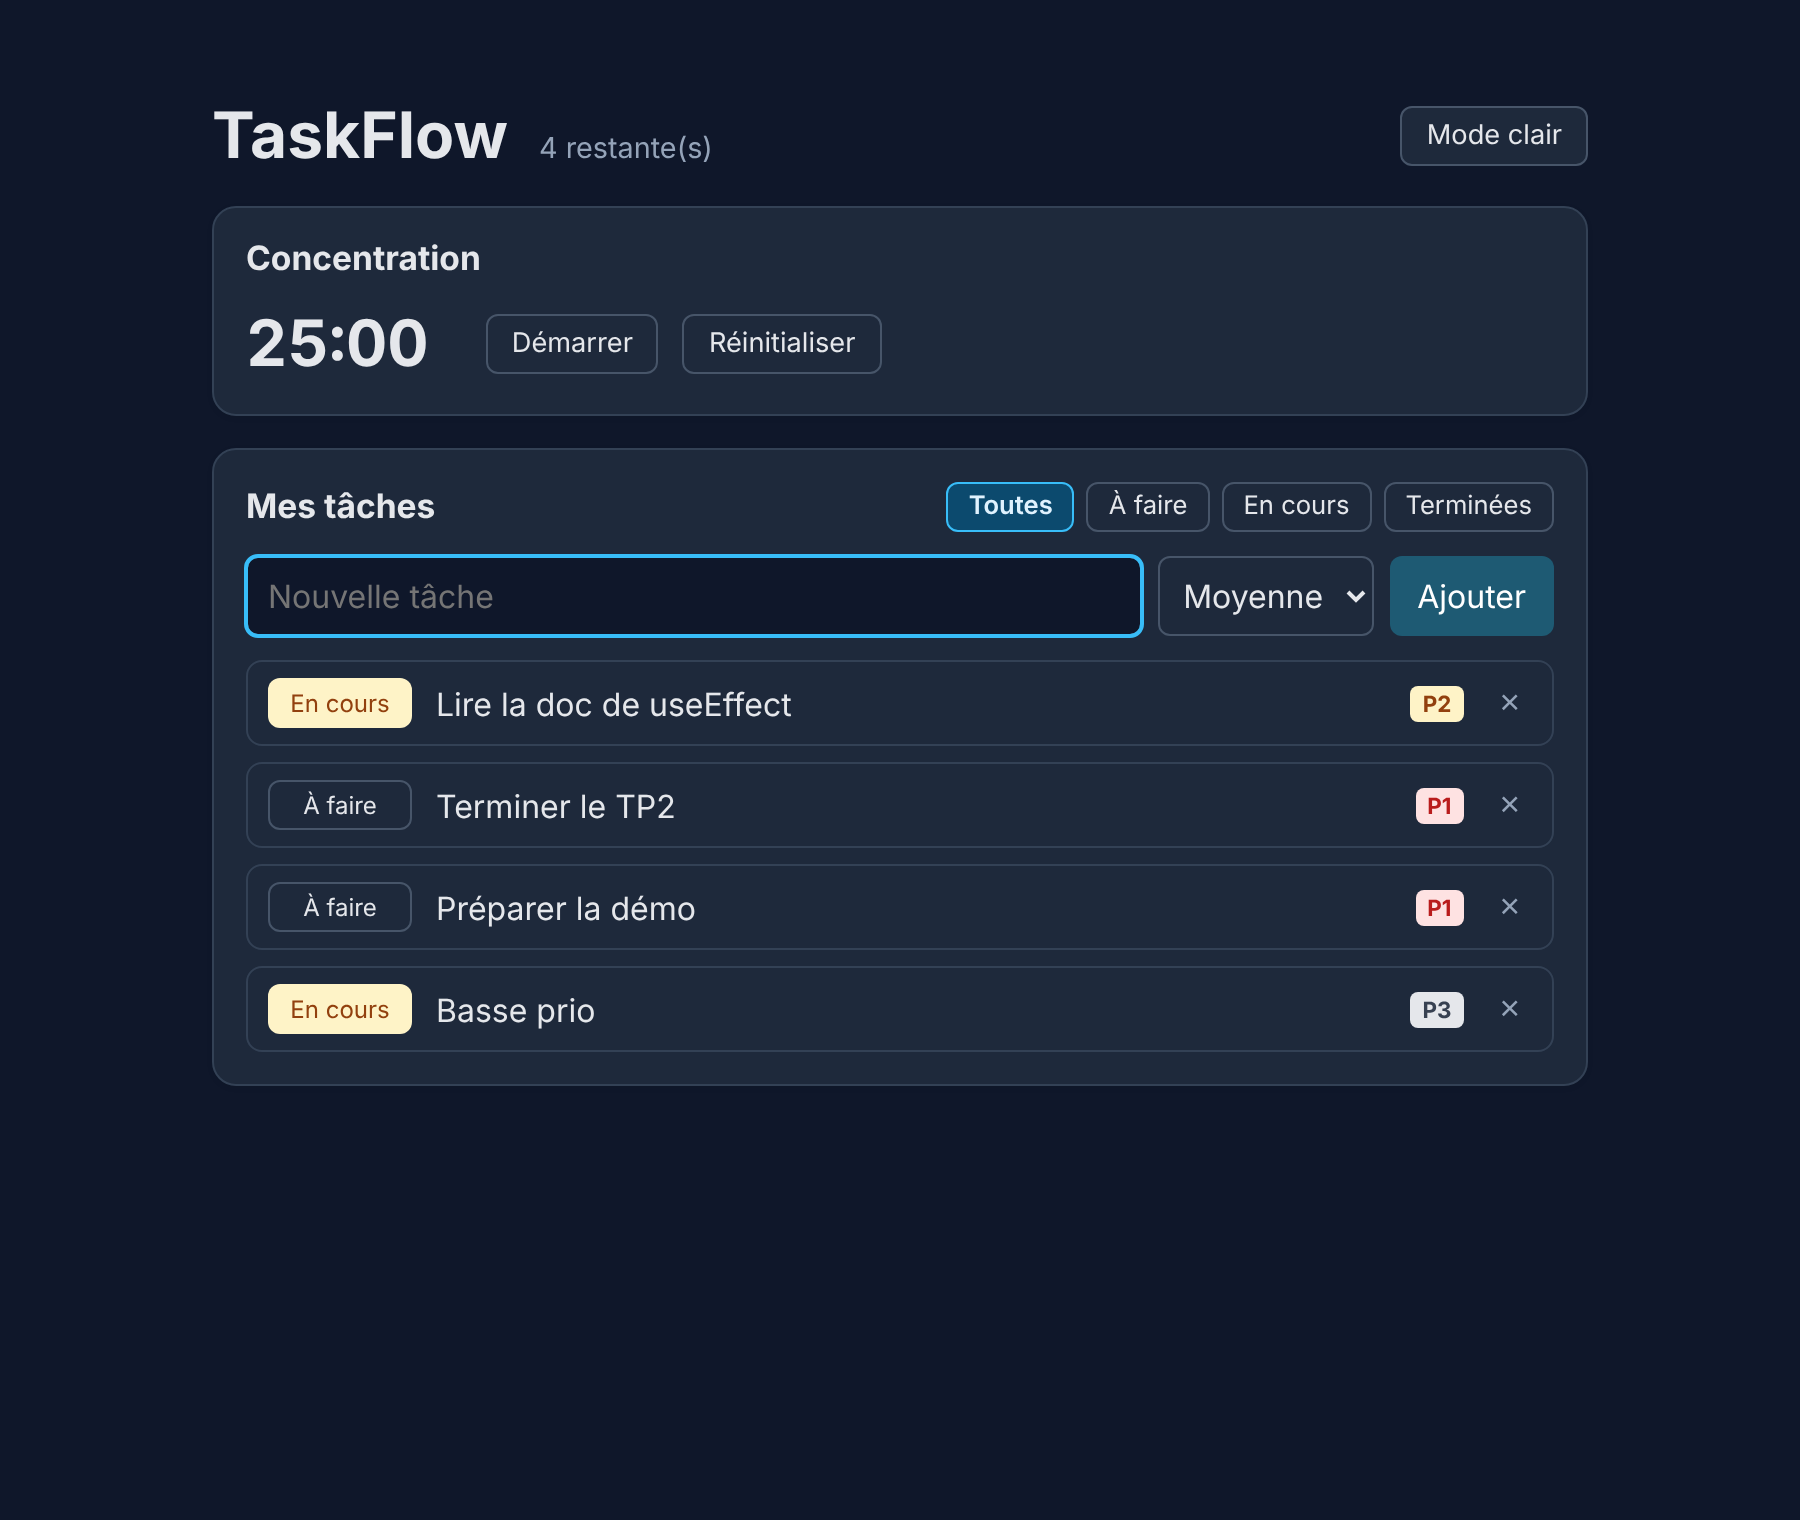 TaskFlow 4 restante(s) Mode clair
Concentration
25:00 Démarrer Réinitialiser
Mes tâches Toutes À faire En cours Terminées
Nouvelle tâche Moyenne Ajouter
En cours Lire la doc de useEffect P2 ×
À faire Terminer le TP2 P1 ×
À faire Préparer la démo P1 ×
En cours Basse prio P3 ×